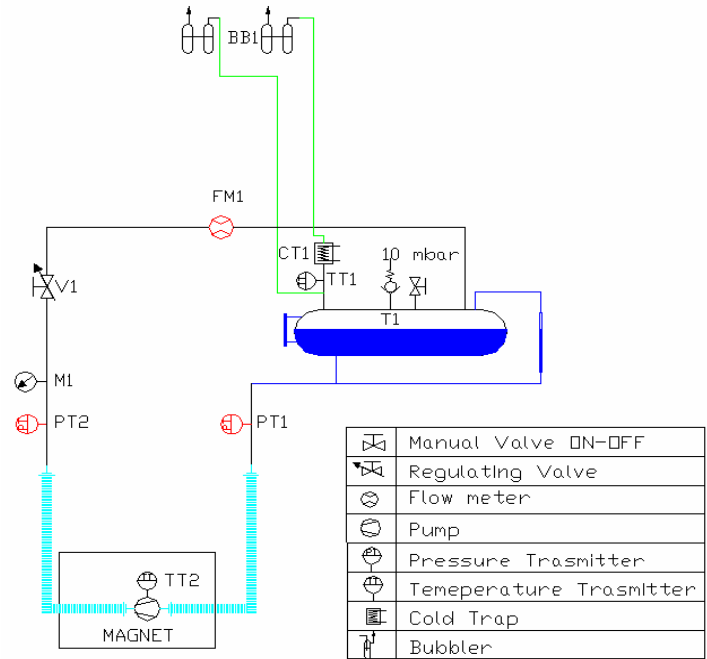 BB1
FM1
CT1
10 mbar
TT1
V1
T1
M1
PT2
PT1
TT2
MAGNET
Manual Valve ON-OFF
Regulating Valve
Flow meter
Pump
Pressure Trasmitter
Temeperature Trasmitter
Cold Trap
Bubbler